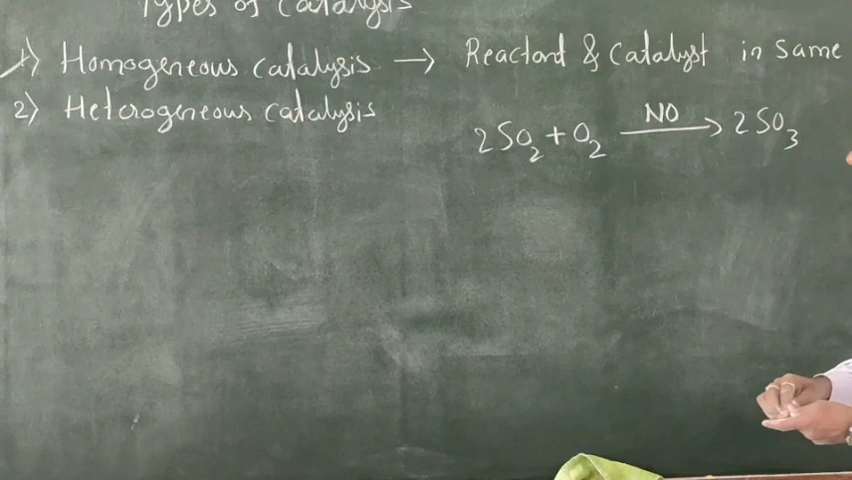 Types of Catalysis
1) Homogeneous catalysis → Reactant & Catalyst in same
2) Heterogeneous catalysis
2SO₂ + O₂ NO → 2SO₃